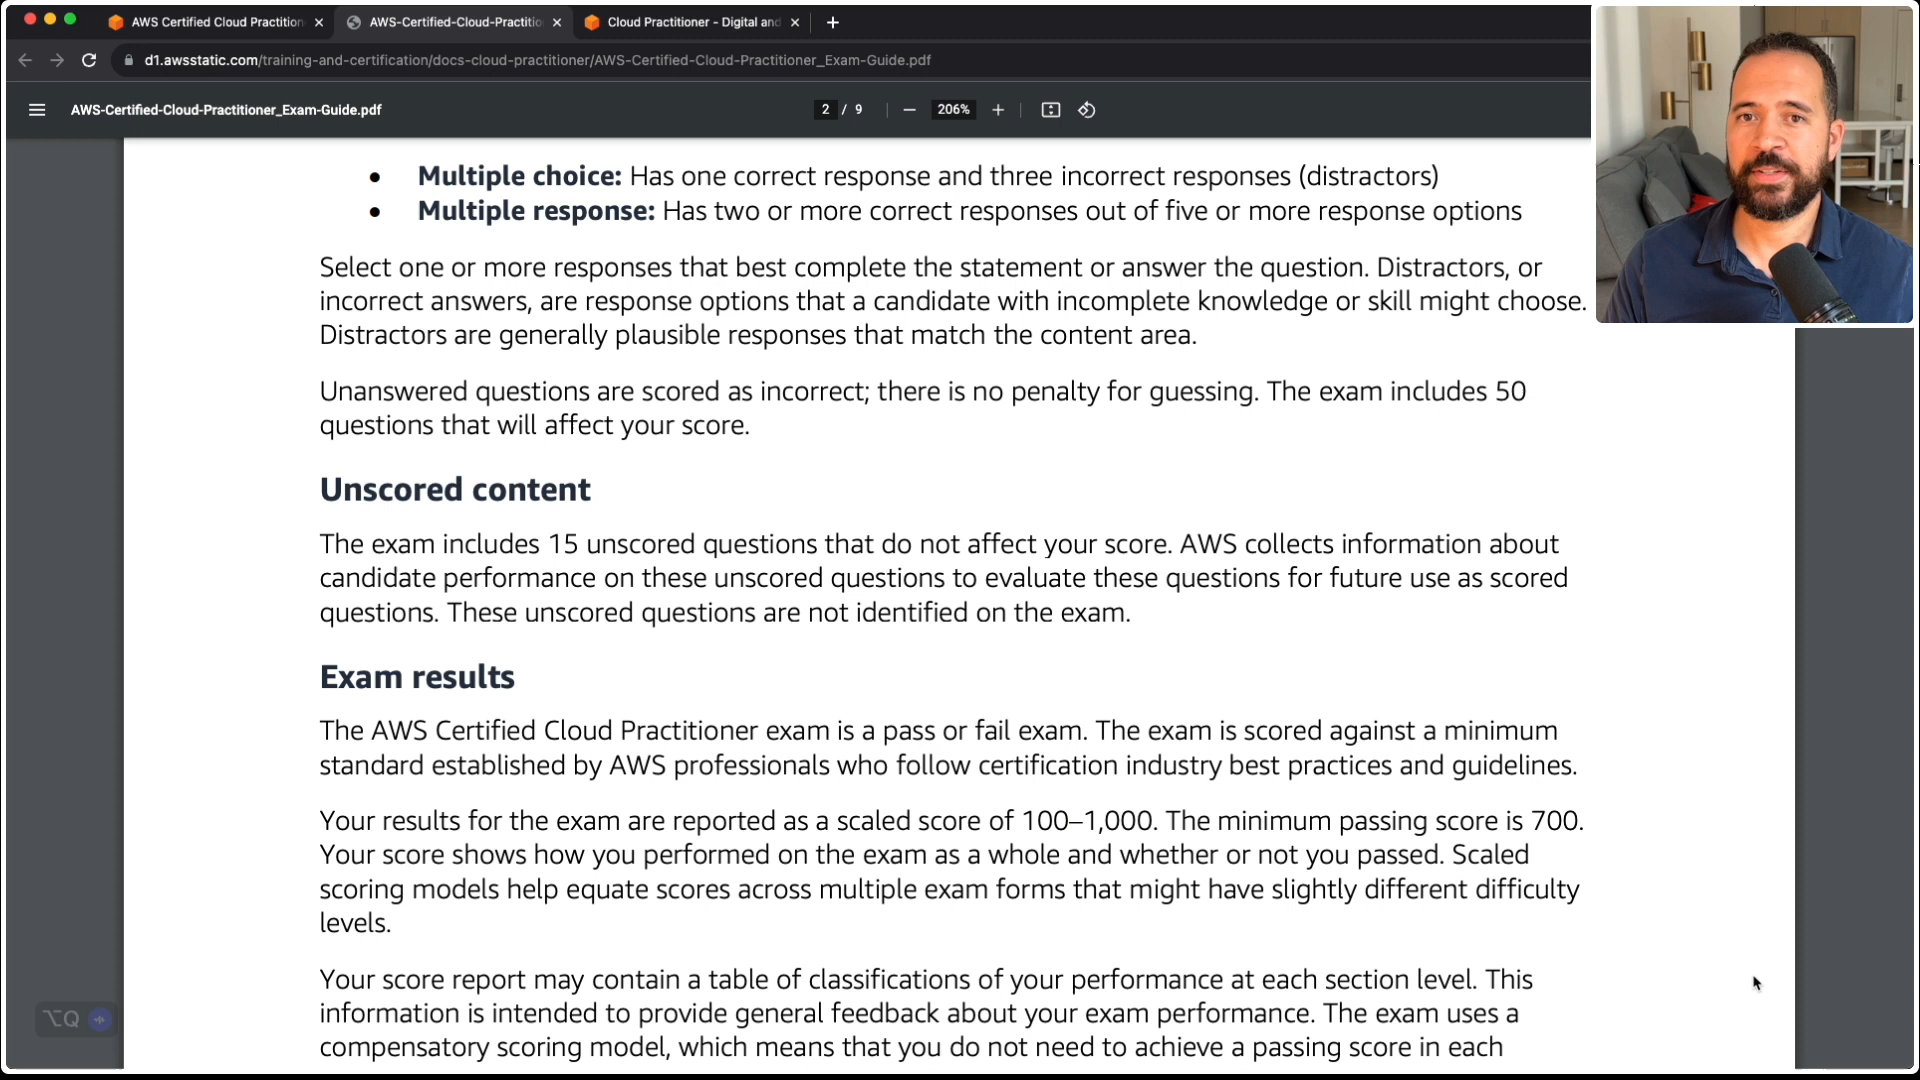 AWS Certified Cloud Practition
AWS-Certified-Cloud-Practitio
Cloud Practitioner - Digital and
d1.awsstatic.com/training-and-certification/docs-cloud-practitioner/AWS-Certified-Cloud-Practitioner_Exam-Guide.pdf
AWS-Certified-Cloud-Practitioner_Exam-Guide.pdf
2 / 9
206%
• Multiple choice: Has one correct response and three incorrect responses (distractors)
• Multiple response: Has two or more correct responses out of five or more response options
Select one or more responses that best complete the statement or answer the question. Distractors, or
incorrect answers, are response options that a candidate with incomplete knowledge or skill might choose.
Distractors are generally plausible responses that match the content area.
Unanswered questions are scored as incorrect; there is no penalty for guessing. The exam includes 50
questions that will affect your score.
Unscored content
The exam includes 15 unscored questions that do not affect your score. AWS collects information about
candidate performance on these unscored questions to evaluate these questions for future use as scored
questions. These unscored questions are not identified on the exam.
Exam results
The AWS Certified Cloud Practitioner exam is a pass or fail exam. The exam is scored against a minimum
standard established by AWS professionals who follow certification industry best practices and guidelines.
Your results for the exam are reported as a scaled score of 100–1,000. The minimum passing score is 700.
Your score shows how you performed on the exam as a whole and whether or not you passed. Scaled
scoring models help equate scores across multiple exam forms that might have slightly different difficulty
levels.
Your score report may contain a table of classifications of your performance at each section level. This
information is intended to provide general feedback about your exam performance. The exam uses a
compensatory scoring model, which means that you do not need to achieve a passing score in each
⌥Q